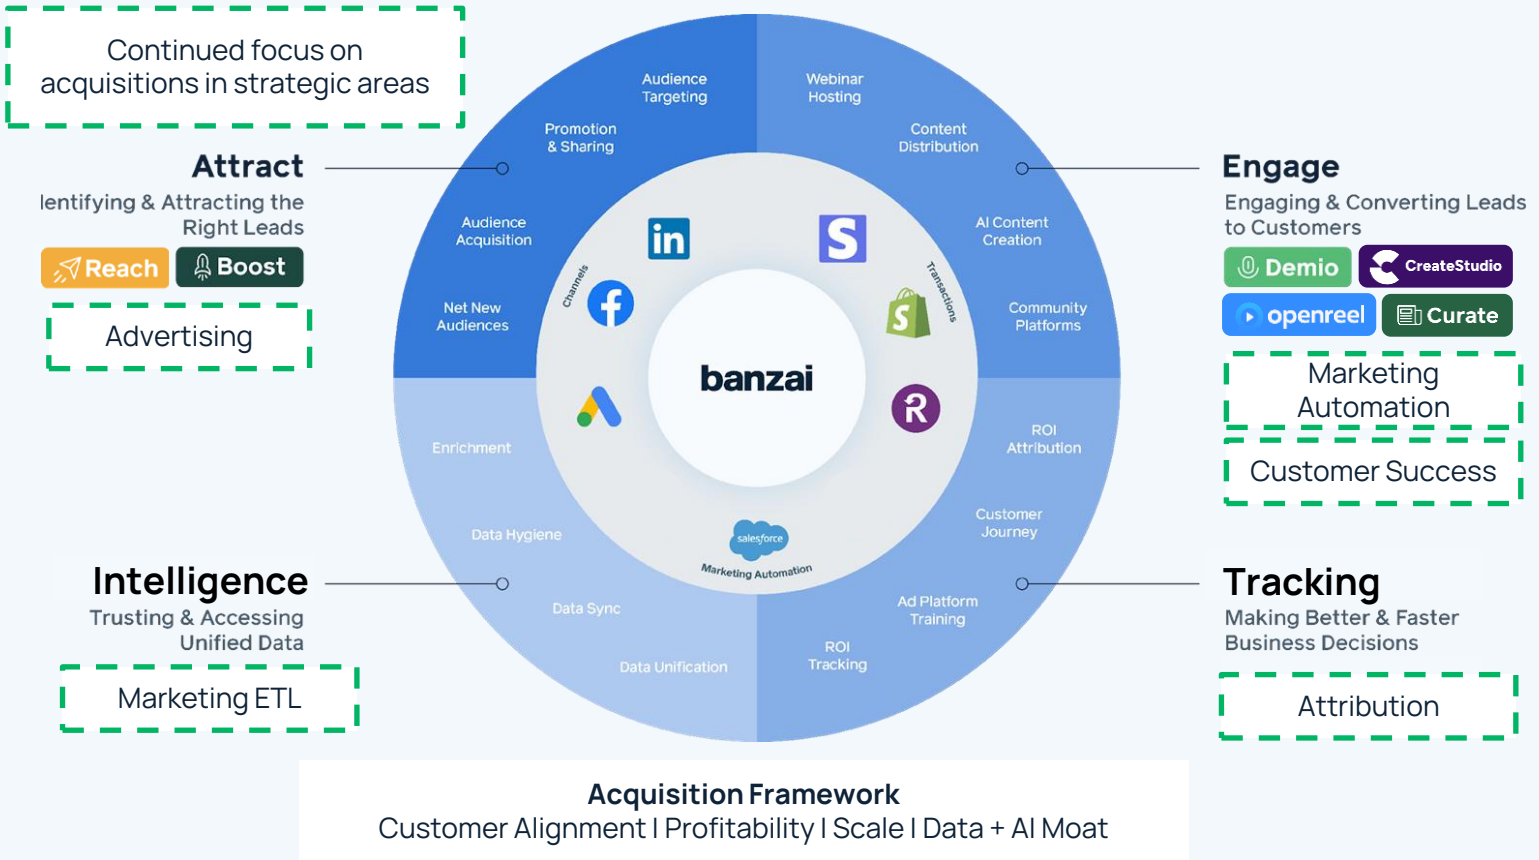 Continued focus on
acquisitions in strategic areas
Attract
lentifying & Attracting the
Right Leads
Reach
Boost
Advertising
Audience
Targeting
Promotion
& Sharing
Audience
Acquisition
Net New
Audiences
Webinar
Hosting
Content
Distribution
AI Content
Creation
Community
Platforms
Engage
Engaging & Converting Leads
to Customers
Demio
CreateStudio
openreel
Curate
Marketing
Automation
Customer Success
in
S
Channels
Transactions
f
S
banzai
R
salesforce
Marketing Automation
Enrichment
Data Hygiene
Data Sync
Data Unification
ROI
Attribution
Customer
Journey
Ad Platform
Training
ROI
Tracking
Intelligence
Trusting & Accessing
Unified Data
Marketing ETL
Tracking
Making Better & Faster
Business Decisions
Attribution
Acquisition Framework
Customer Alignment | Profitability | Scale | Data + AI Moat